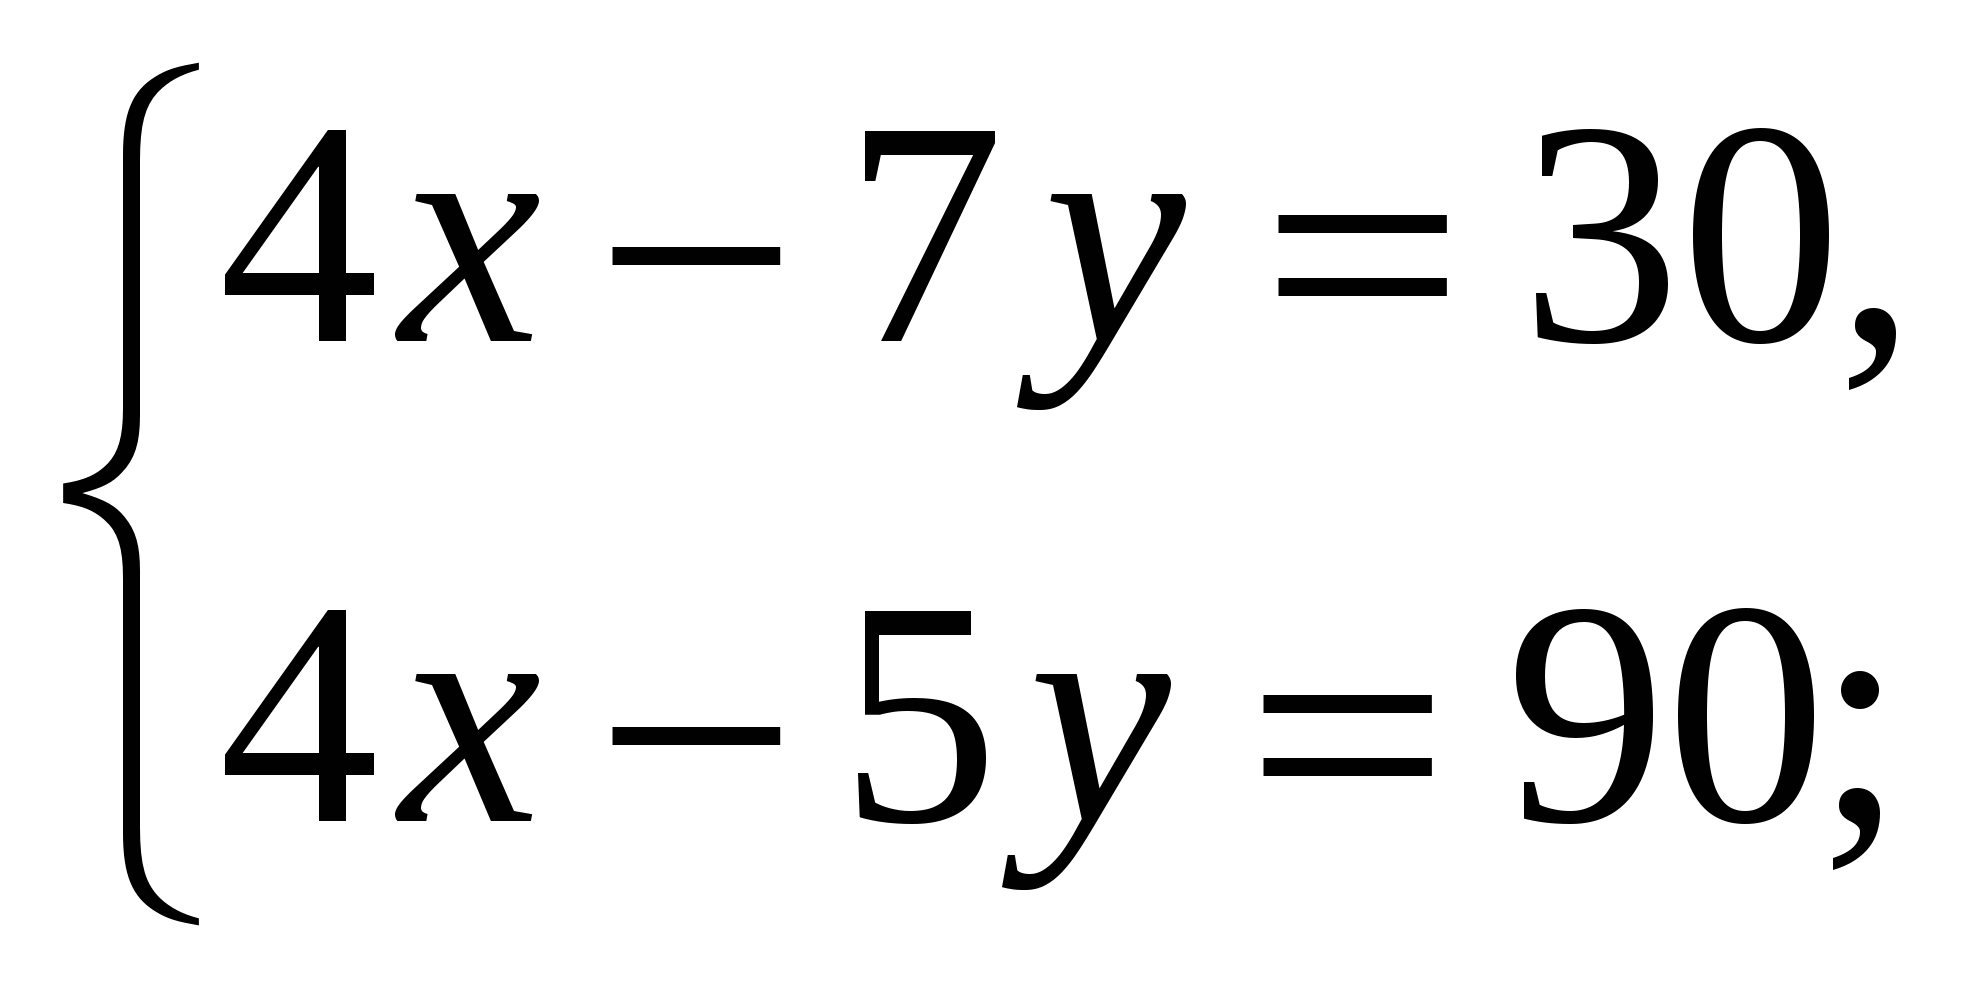 4x − 7y = 30,
4x − 5y = 90;